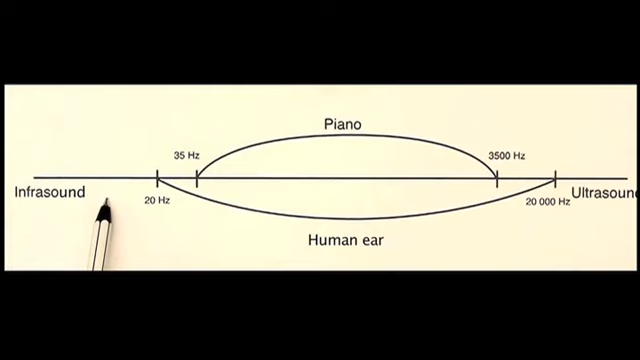 Piano
35 Hz
3500 Hz
Infrasound
20 Hz
20 000 Hz
Ultrasoun
Human ear